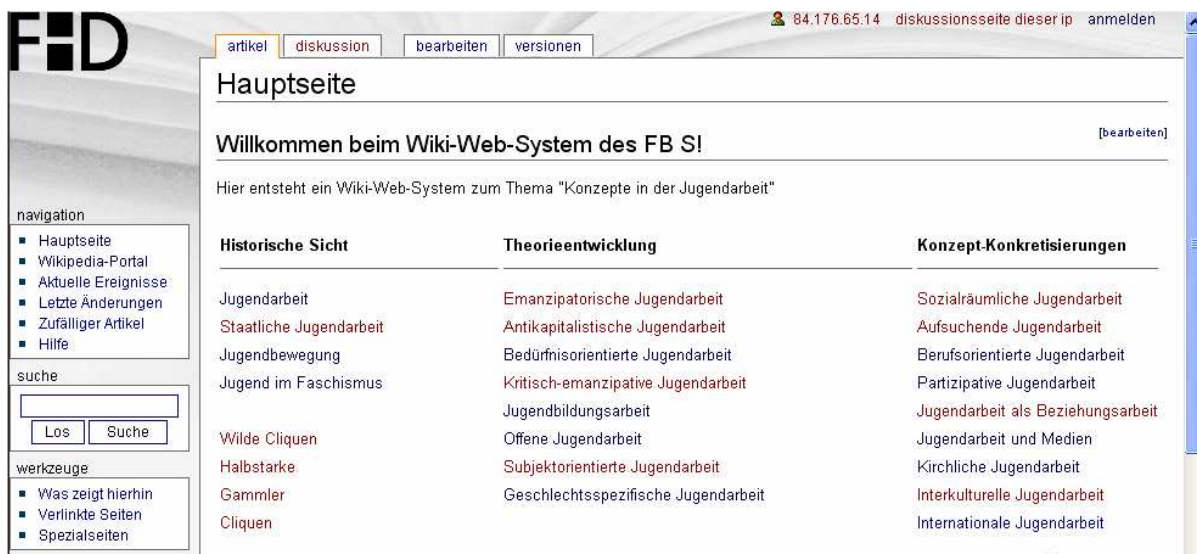 FHD
84.176.65.14 diskussionsseite dieser ip anmelden
artikel diskussion bearbeiten versionen
Hauptseite
Willkommen beim Wiki-Web-System des FB S!
[bearbeiten]
Hier entsteht ein Wiki-Web-System zum Thema "Konzepte in der Jugendarbeit"
navigation
Hauptseite
Wikipedia-Portal
Aktuelle Ereignisse
Letzte Änderungen
Zufälliger Artikel
Hilfe
suche
Los Suche
werkzeuge
Was zeigt hierhin
Verlinkte Seiten
Spezialseiten
Historische Sicht
Jugendarbeit
Staatliche Jugendarbeit
Jugendbewegung
Jugend im Faschismus
Wilde Cliquen
Halbstarke
Gammler
Cliquen
Theorieentwicklung
Emanzipatorische Jugendarbeit
Antikapitalistische Jugendarbeit
Bedürfnisorientierte Jugendarbeit
Kritisch-emanzipative Jugendarbeit
Jugendbildungsarbeit
Offene Jugendarbeit
Subjektorientierte Jugendarbeit
Geschlechtsspezifische Jugendarbeit
Konzept-Konkretisierungen
Sozialräumliche Jugendarbeit
Aufsuchende Jugendarbeit
Berufsorientierte Jugendarbeit
Partizipative Jugendarbeit
Jugendarbeit als Beziehungsarbeit
Jugendarbeit und Medien
Kirchliche Jugendarbeit
Interkulturelle Jugendarbeit
Internationale Jugendarbeit